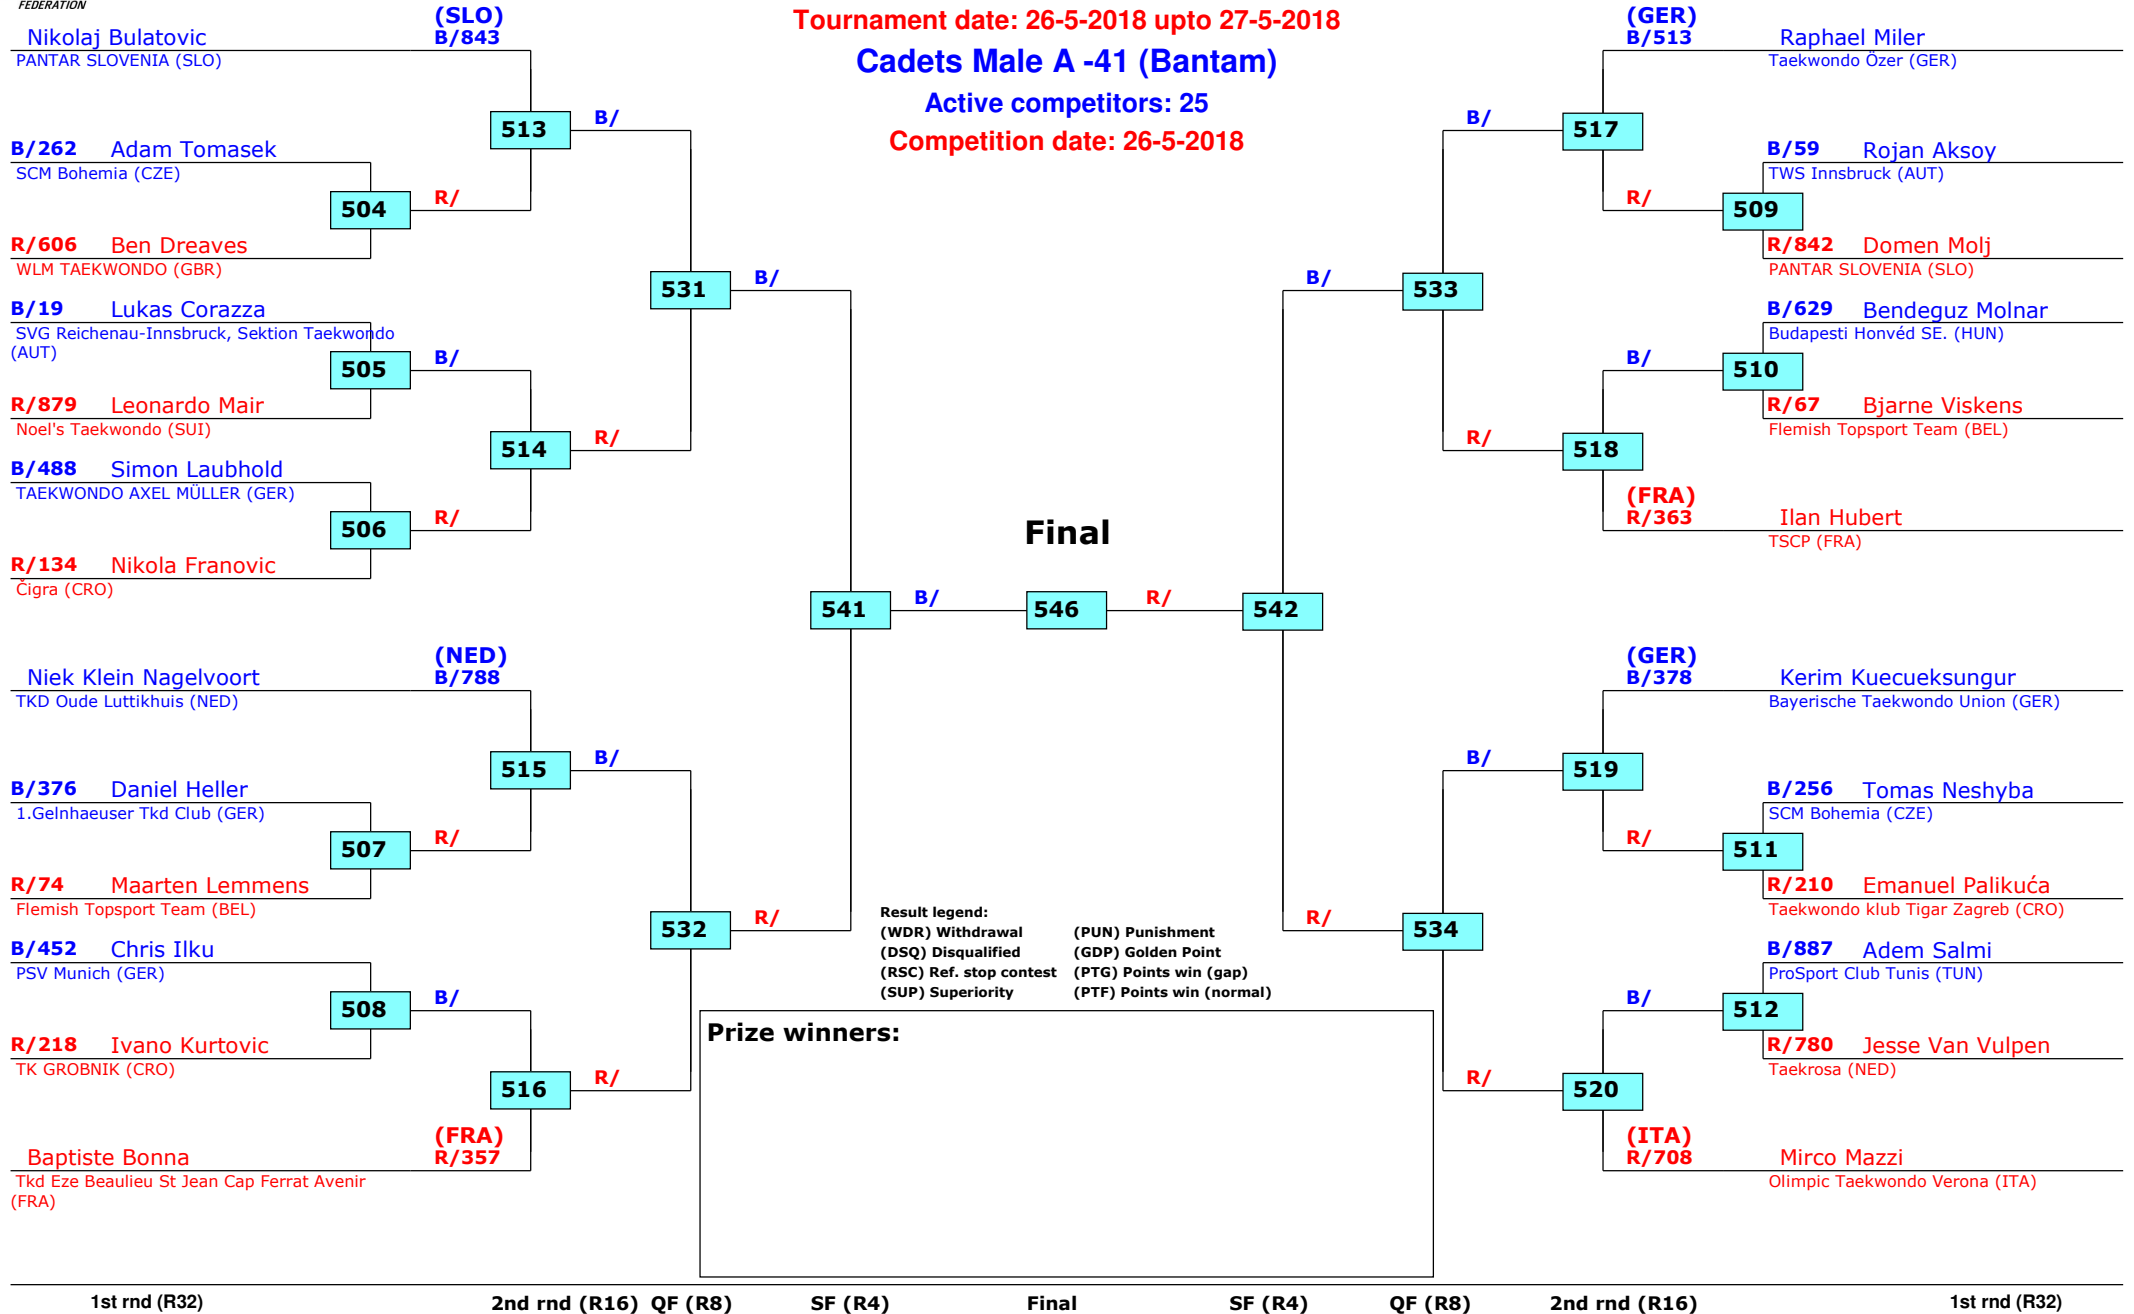 FEDERATION
Tournament date: 26-5-2018 upto 27-5-2018
Cadets Male A -41 (Bantam)
Active competitors: 25
Competition date: 26-5-2018
(SLO)
Nikolaj Bulatovic B/843
PANTAR SLOVENIA (SLO)
513 B/
B/262 Adam Tomasek
SCM Bohemia (CZE)
504 R/
R/606 Ben Dreaves
WLM TAEKWONDO (GBR)
531 B/
B/19 Lukas Corazza
SVG Reichenau-Innsbruck, Sektion Taekwondo
(AUT)
505 B/
R/879 Leonardo Mair
Noel's Taekwondo (SUI)
514 R/
B/488 Simon Laubhold
TAEKWONDO AXEL MÜLLER (GER)
506 R/
R/134 Nikola Franovic
Čigra (CRO)
541 B/
(NED)
Niek Klein Nagelvoort B/788
TKD Oude Luttikhuis (NED)
515 B/
B/376 Daniel Heller
1.Gelnhaeuser Tkd Club (GER)
507 R/
R/74 Maarten Lemmens
Flemish Topsport Team (BEL)
532 R/
B/452 Chris Ilku
PSV Munich (GER)
508 B/
R/218 Ivano Kurtovic
TK GROBNIK (CRO)
516 R/
(FRA)
Baptiste Bonna R/357
Tkd Eze Beaulieu St Jean Cap Ferrat Avenir
(FRA)
Final
546
(GER)
B/513 Raphael Miler
Taekwondo Özer (GER)
B/ 517
B/59 Rojan Aksoy
TWS Innsbruck (AUT)
R/ 509
R/842 Domen Molj
PANTAR SLOVENIA (SLO)
B/ 533
B/629 Bendeguz Molnar
Budapesti Honvéd SE. (HUN)
B/ 510
R/67 Bjarne Viskens
Flemish Topsport Team (BEL)
R/ 518
(FRA)
R/363 Ilan Hubert
TSCP (FRA)
R/ 542
(GER)
B/378 Kerim Kuecueksungur
Bayerische Taekwondo Union (GER)
B/ 519
B/256 Tomas Neshyba
SCM Bohemia (CZE)
R/ 511
R/210 Emanuel Palikuća
Taekwondo klub Tigar Zagreb (CRO)
R/ 534
B/887 Adem Salmi
ProSport Club Tunis (TUN)
B/ 512
R/780 Jesse Van Vulpen
Taekrosa (NED)
R/ 520
(ITA)
R/708 Mirco Mazzi
Olimpic Taekwondo Verona (ITA)
Result legend:
(WDR) Withdrawal (PUN) Punishment
(DSQ) Disqualified (GDP) Golden Point
(RSC) Ref. stop contest (PTG) Points win (gap)
(SUP) Superiority (PTF) Points win (normal)
Prize winners:
1st rnd (R32) 2nd rnd (R16) QF (R8) SF (R4) Final SF (R4) QF (R8) 2nd rnd (R16) 1st rnd (R32)